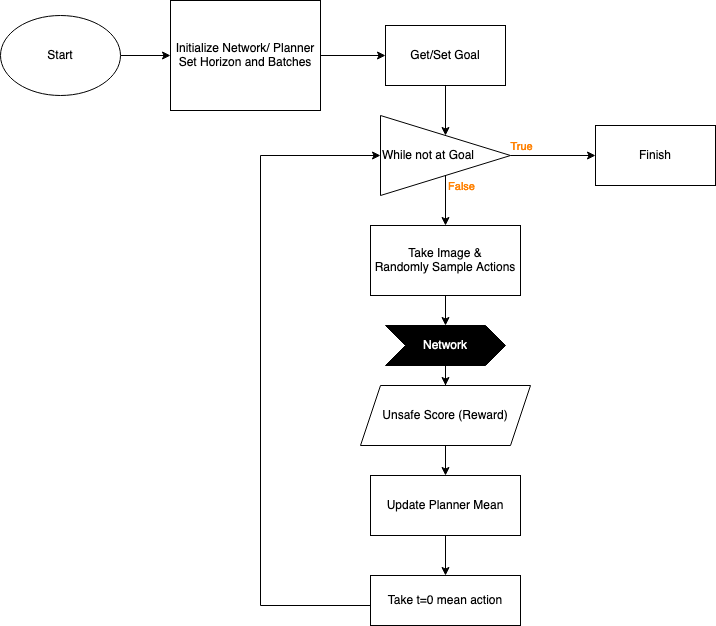 Start
Initialize Network/ Planner
Set Horizon and Batches
Get/Set Goal
While not at Goal
True
Finish
False
Take Image &
Randomly Sample Actions
Network
Unsafe Score (Reward)
Update Planner Mean
Take t=0 mean action